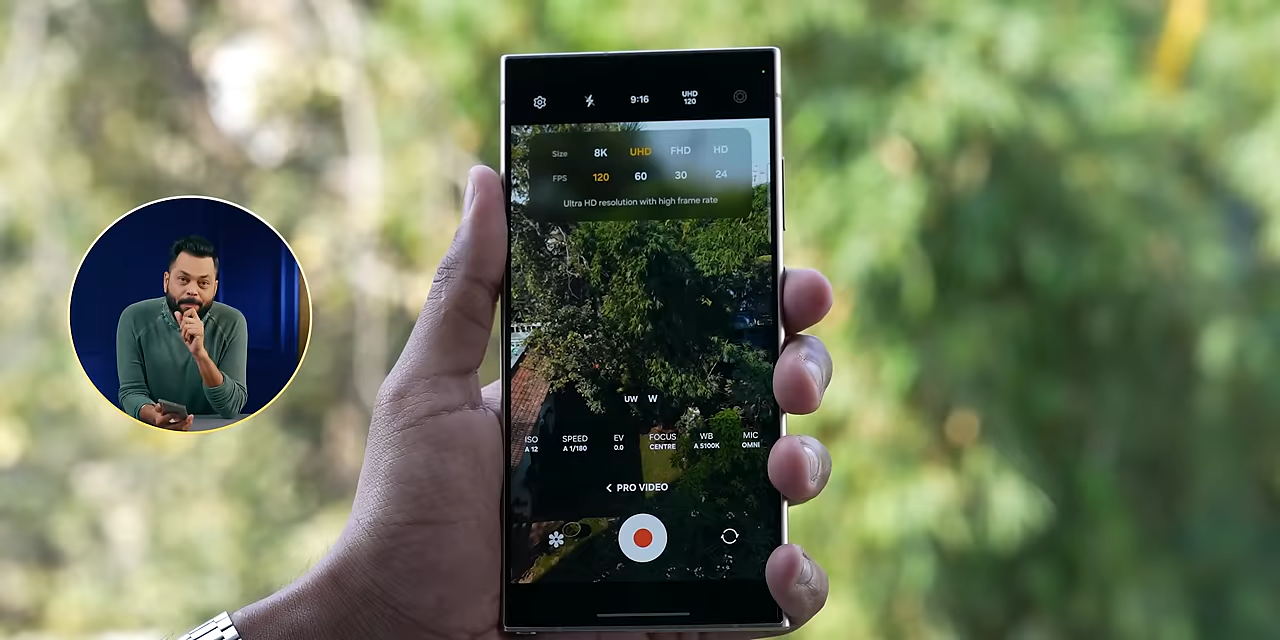 9:16
UHD
120
Size 8K UHD FHD HD
FPS 120 60 30 24
Ultra HD resolution with high frame rate
UW W
ISO SPEED EV FOCUS WB MIC
A 12 A 1/180 0.0 CENTRE A 5100K OMNI
PRO VIDEO